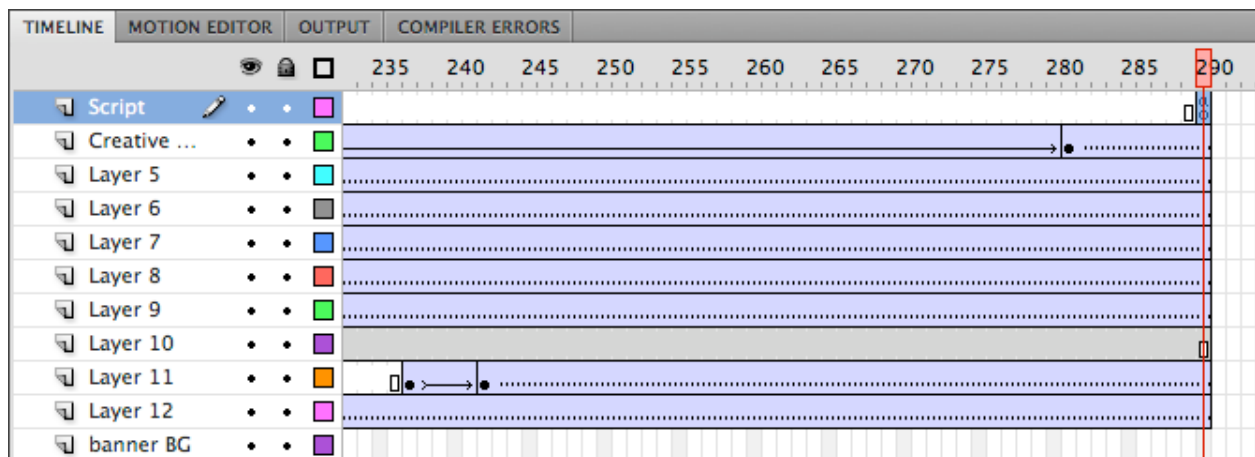 TIMELINE MOTION EDITOR OUTPUT COMPILER ERRORS
235 240 245 250 255 260 265 270 275 280 285 290
Script
Creative ...
Layer 5
Layer 6
Layer 7
Layer 8
Layer 9
Layer 10
Layer 11
Layer 12
banner BG